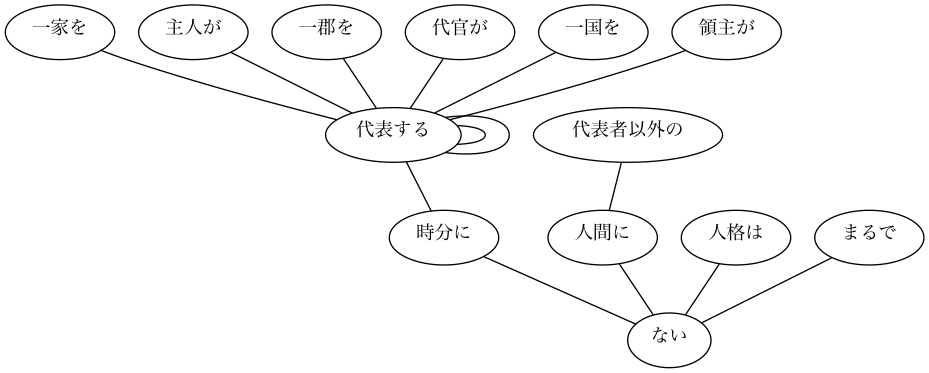 一家を 主人が 一郡を 代官が 一国を 領主が
代表する 代表者以外の
時分に 人間に 人格は まるで
ない